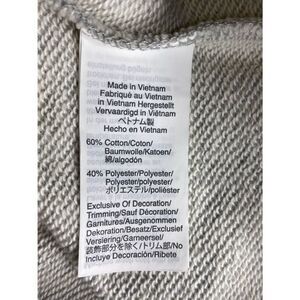 Made in Vietnam
Fabriqué au Vietnam
in Vietnam Hergestellt
Vervaardigd in Vietnam
ベトナム製
Hecho en Vietnam
60% Cotton/Coton/
Baumwolle/Katoen/
綿/algodón
40% Polyester/Polyester/
Polyester/Polyester/
ポリエステル/poliéster
Exclusive Of Decoration/
Trimming/Sauf Décoration/
Garnitures/Ausgenommen
Dekoration/Besatz/Exclusief
Versiering/Garneersel/
装飾部分を除く/トリム部/No
Incluye Decoración/Ribete